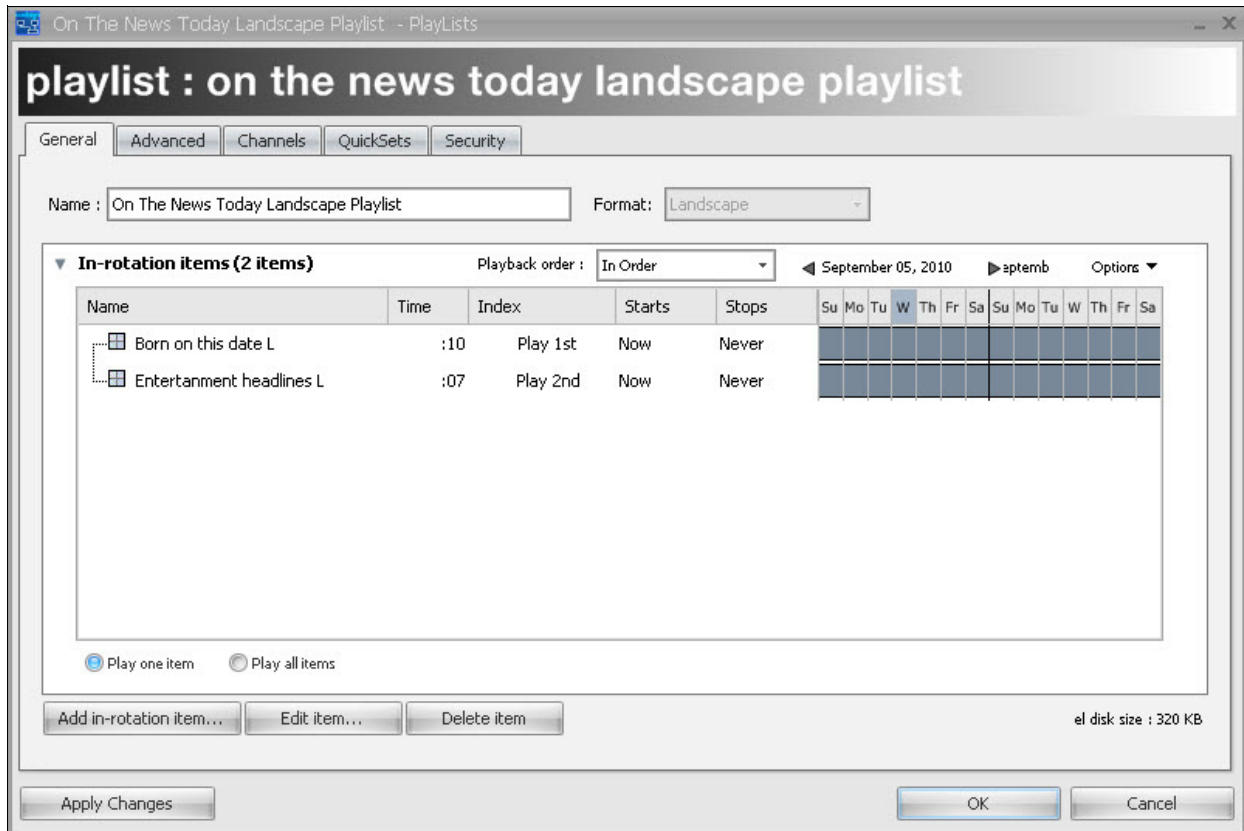 On The News Today Landscape Playlist - PlayLists
playlist : on the news today landscape playlist
General Advanced Channels QuickSets Security
Name : On The News Today Landscape Playlist Format: Landscape
In-rotation items (2 items) Playback order : In Order September 05, 2010 aptemb Options
Name Time Index Starts Stops Su Mo Tu W Th Fr Sa Su Mo Tu W Th Fr Sa
Born on this date L :10 Play 1st Now Never
Entertanment headlines L :07 Play 2nd Now Never
Play one item Play all items
Add in-rotation item... Edit item... Delete item el disk size : 320 KB
Apply Changes OK Cancel